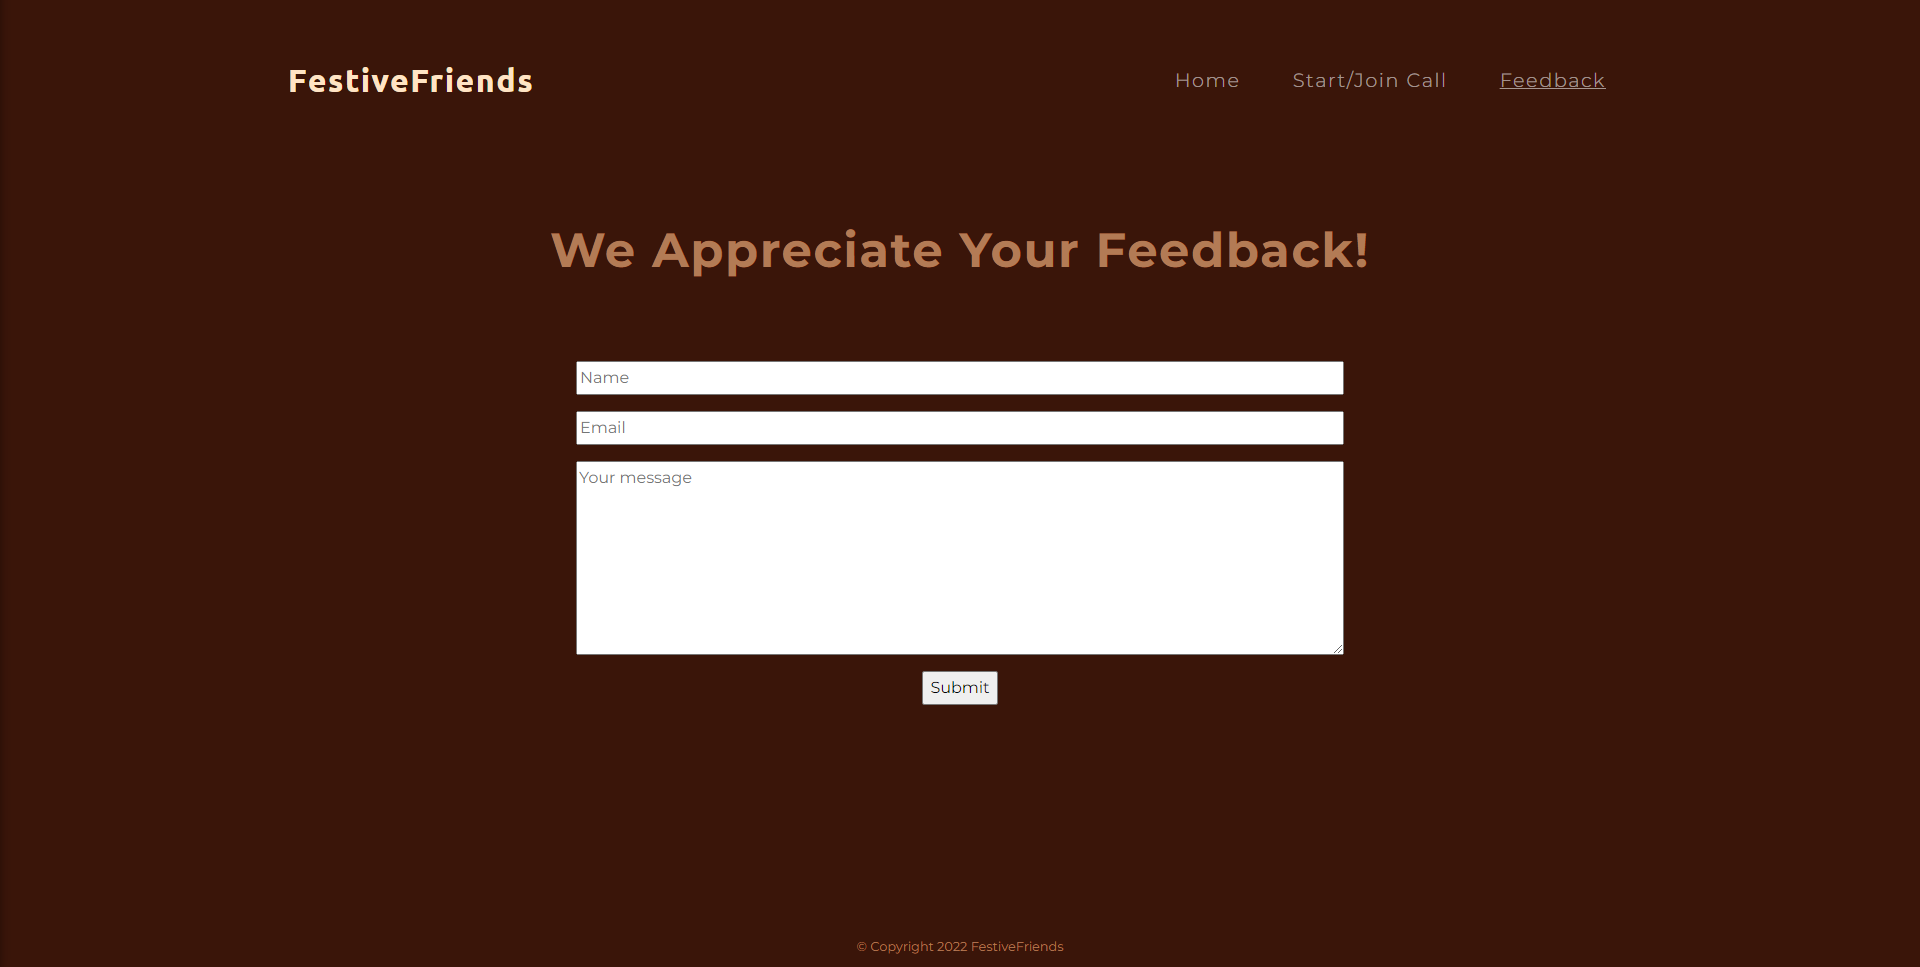 FestiveFriends
Home Start/Join Call Feedback
We Appreciate Your Feedback!
Name
Email
Your message
Submit
© Copyright 2022 FestiveFriends